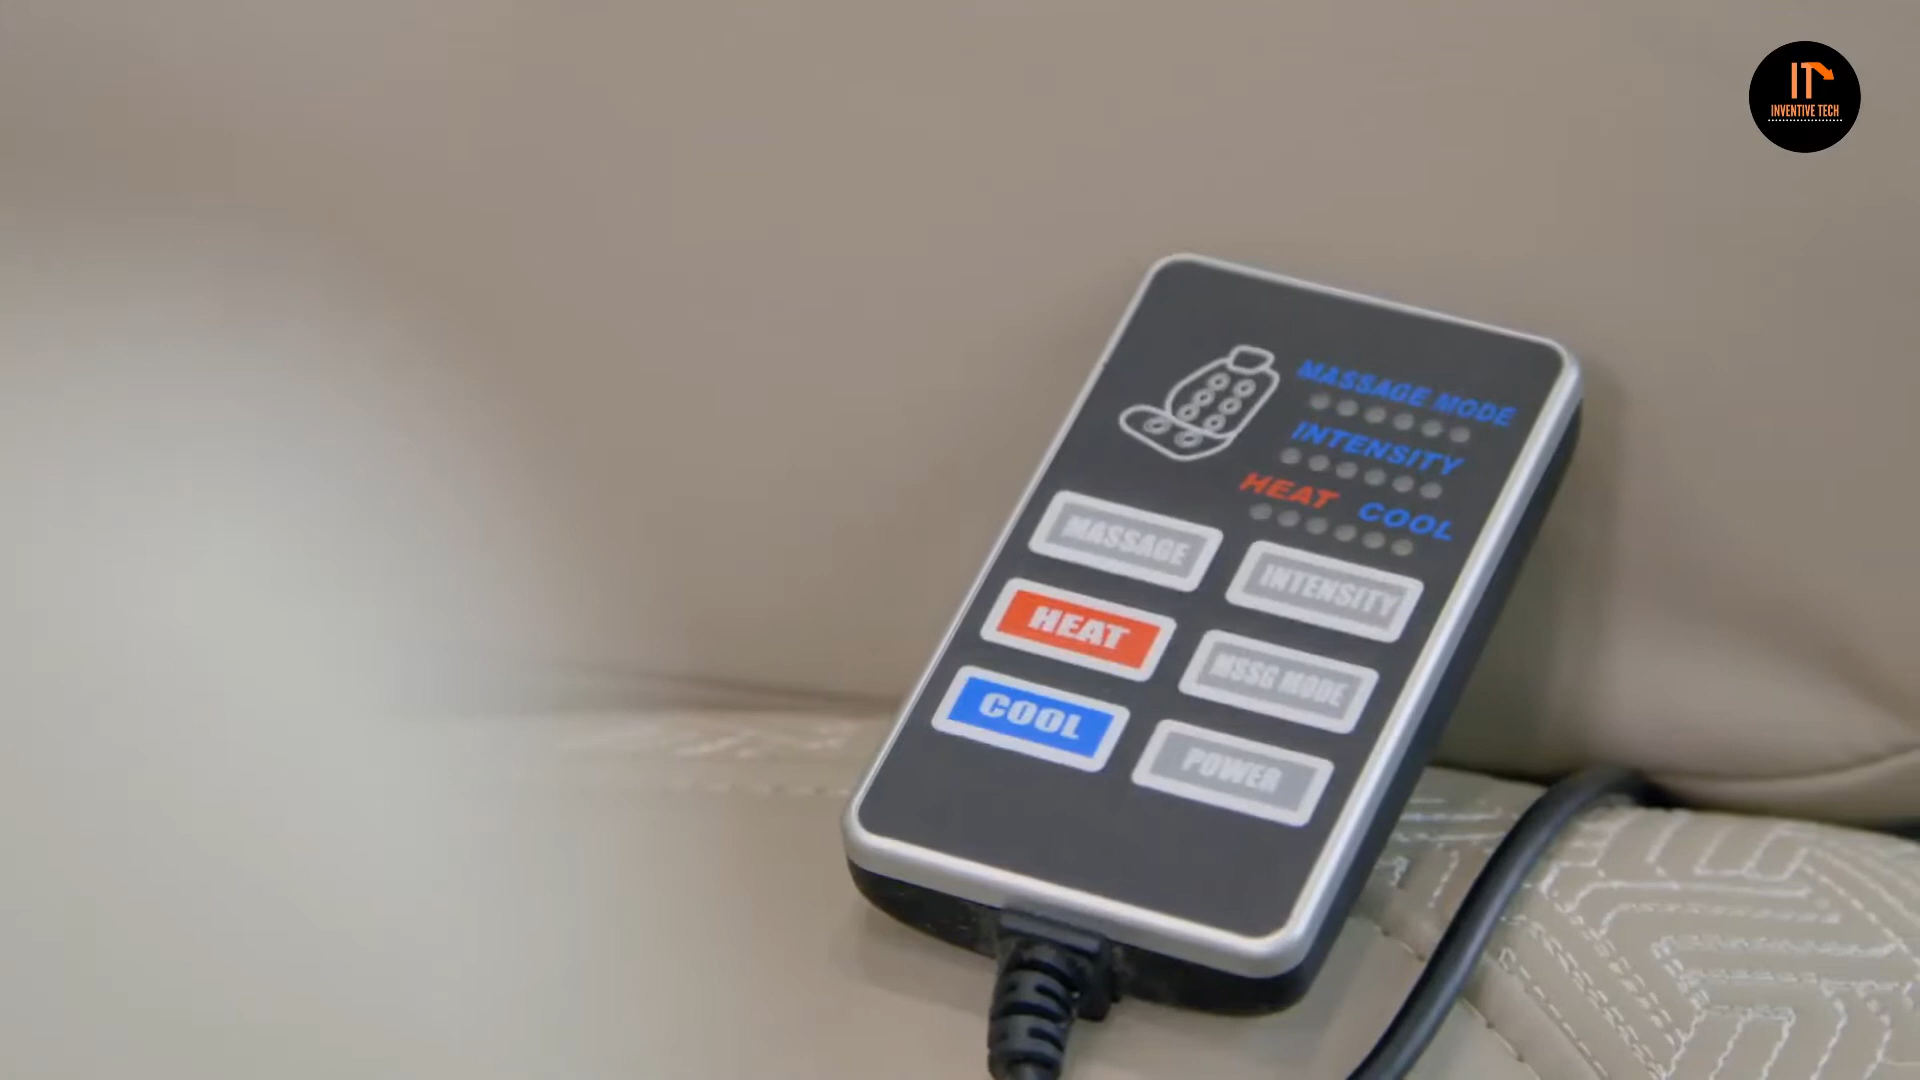 IT
INVENTIVE TECH
MASSAGE MODE
INTENSITY
HEAT COOL
MASSAGE
INTENSITY
HEAT
MSSG MODE
COOL
POWER